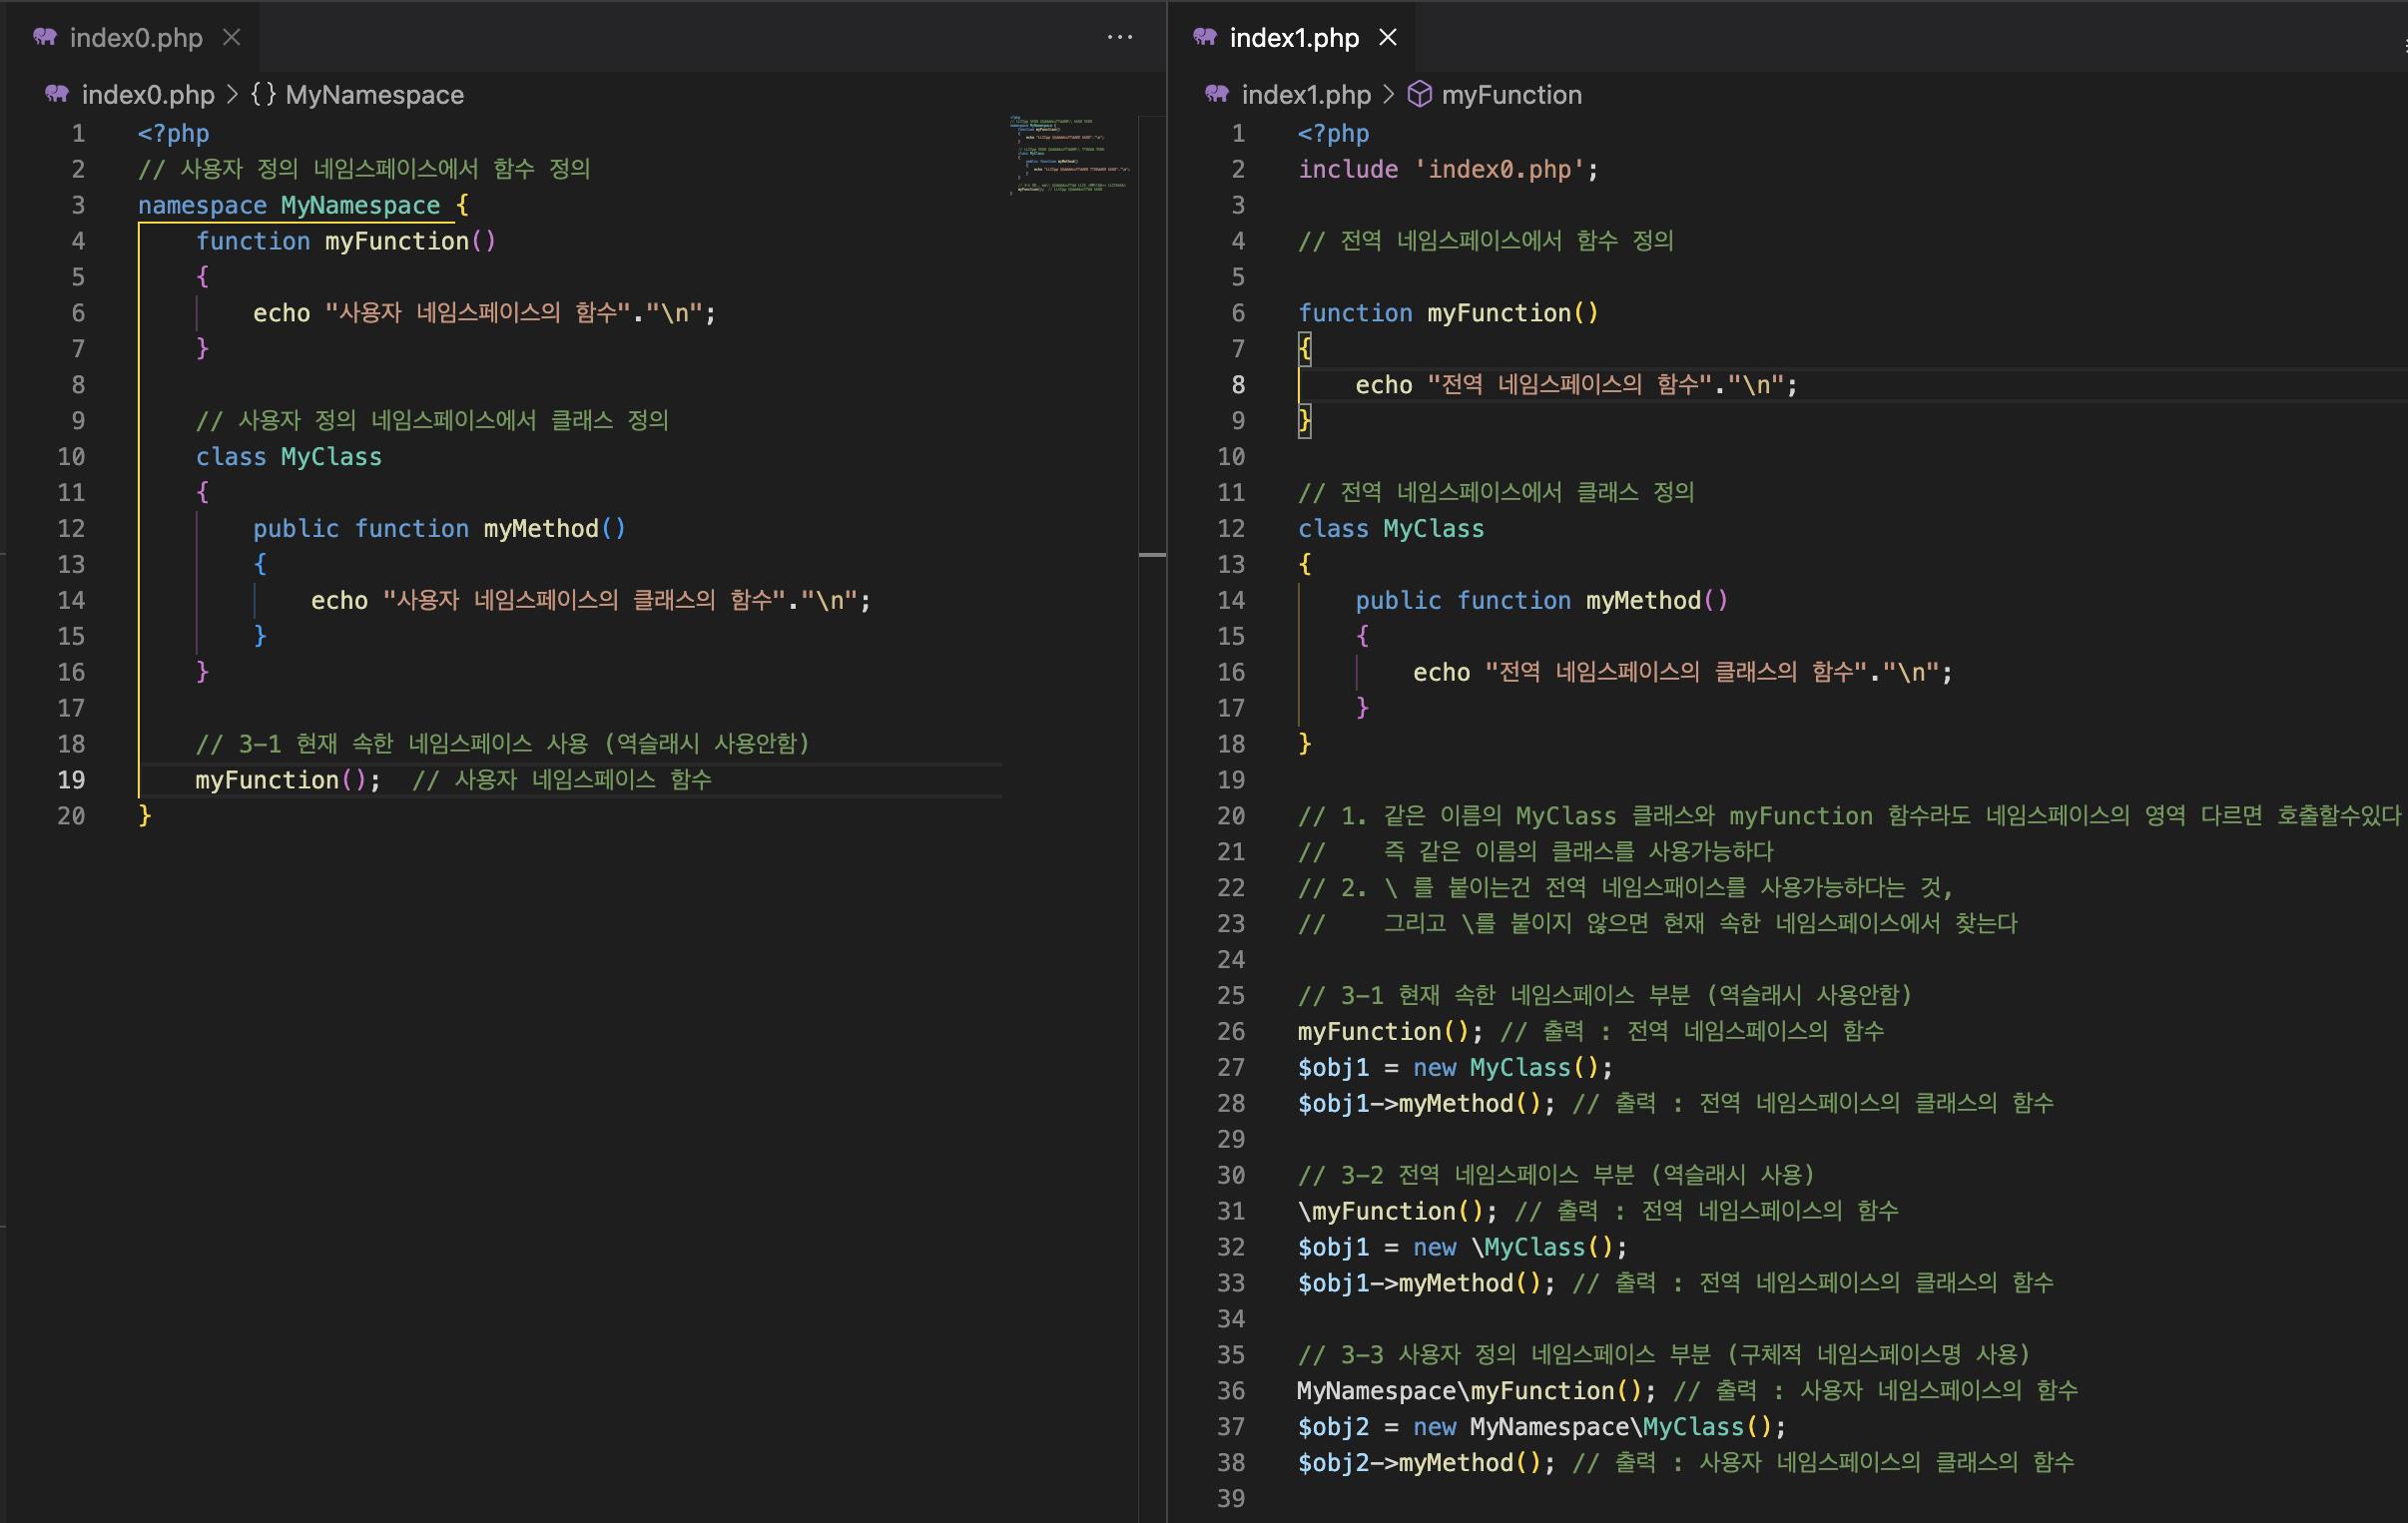 index0.php
index0.php > {} MyNamespace
1 <?php
2 // 사용자 정의 네임스페이스에서 함수 정의
3 namespace MyNamespace {
4     function myFunction()
5     {
6         echo "사용자 네임스페이스의 함수"."\n";
7     }
8
9     // 사용자 정의 네임스페이스에서 클래스 정의
10     class MyClass
11     {
12         public function myMethod()
13         {
14             echo "사용자 네임스페이스의 클래스의 함수"."\n";
15         }
16     }
17
18     // 3-1 현재 속한 네임스페이스 사용 (역슬래시 사용안함)
19     myFunction();  // 사용자 네임스페이스 함수
20 }
index1.php
index1.php > myFunction
1 <?php
2 include 'index0.php';
3
4 // 전역 네임스페이스에서 함수 정의
5
6 function myFunction()
7 {
8     echo "전역 네임스페이스의 함수"."\n";
9 }
10
11 // 전역 네임스페이스에서 클래스 정의
12 class MyClass
13 {
14     public function myMethod()
15     {
16         echo "전역 네임스페이스의 클래스의 함수"."\n";
17     }
18 }
19
20 // 1. 같은 이름의 MyClass 클래스와 myFunction 함수라도 네임스페이스의 영역 다르면 호출할수있다
21 //    즉 같은 이름의 클래스를 사용가능하다
22 // 2. \ 를 붙이는건 전역 네임스패이스를 사용가능하다는 것,
23 //    그리고 \를 붙이지 않으면 현재 속한 네임스페이스에서 찾는다
24
25 // 3-1 현재 속한 네임스페이스 부분 (역슬래시 사용안함)
26 myFunction(); // 출력 : 전역 네임스페이스의 함수
27 $obj1 = new MyClass();
28 $obj1->myMethod(); // 출력 : 전역 네임스페이스의 클래스의 함수
29
30 // 3-2 전역 네임스페이스 부분 (역슬래시 사용)
31 \myFunction(); // 출력 : 전역 네임스페이스의 함수
32 $obj1 = new \MyClass();
33 $obj1->myMethod(); // 출력 : 전역 네임스페이스의 클래스의 함수
34
35 // 3-3 사용자 정의 네임스페이스 부분 (구체적 네임스페이스명 사용)
36 MyNamespace\myFunction(); // 출력 : 사용자 네임스페이스의 함수
37 $obj2 = new MyNamespace\MyClass();
38 $obj2->myMethod(); // 출력 : 사용자 네임스페이스의 클래스의 함수
39